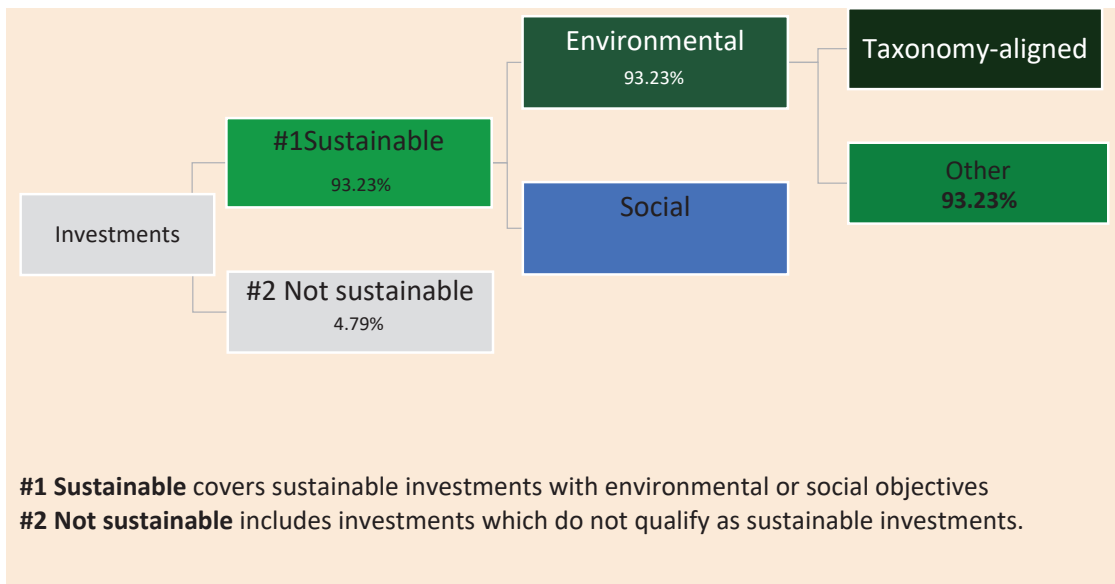 Environmental
93.23%
Taxonomy-aligned
#1Sustainable
93.23%
Other
93.23%
Social
Investments
#2 Not sustainable
4.79%
#1 Sustainable covers sustainable investments with environmental or social objectives
#2 Not sustainable includes investments which do not qualify as sustainable investments.